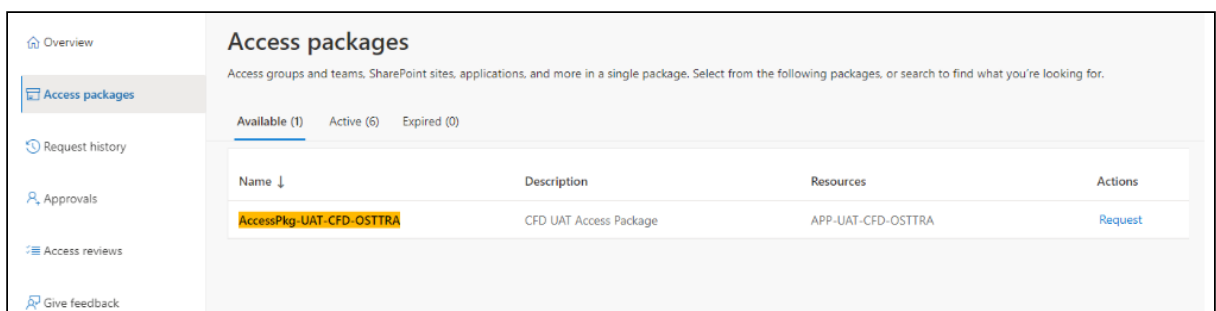 Overview
Access packages
Request history
Approvals
Access reviews
Give feedback
Access packages
Access groups and teams, SharePoint sites, applications, and more in a single package. Select from the following packages, or search to find what you're looking for.
Available (1) Active (6) Expired (0)
Name ↓ Description Resources Actions
AccessPkg-UAT-CFD-OSTTRA CFD UAT Access Package APP-UAT-CFD-OSTTRA Request